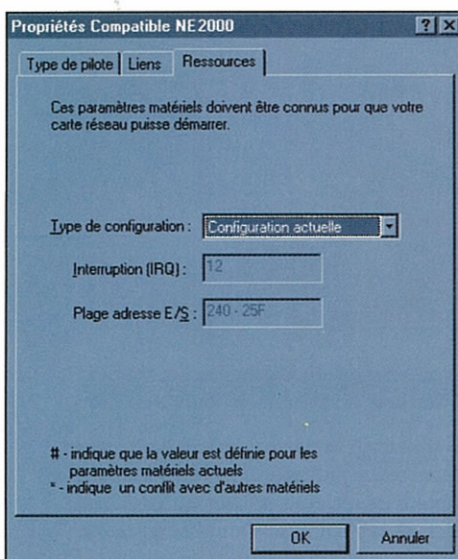 Propriétés Compatible NE2000
Type de pilote
Liens
Ressources
Ces paramètres matériels doivent être connus pour que votre
carte réseau puisse démarrer.
Type de configuration :
Configuration actuelle
Interruption (IRQ) :
12
Plage adresse E/S :
240 - 25F
# - indique que la valeur est définie pour les
paramètres matériels actuels
* - indique un conflit avec d'autres matériels
OK
Annuler